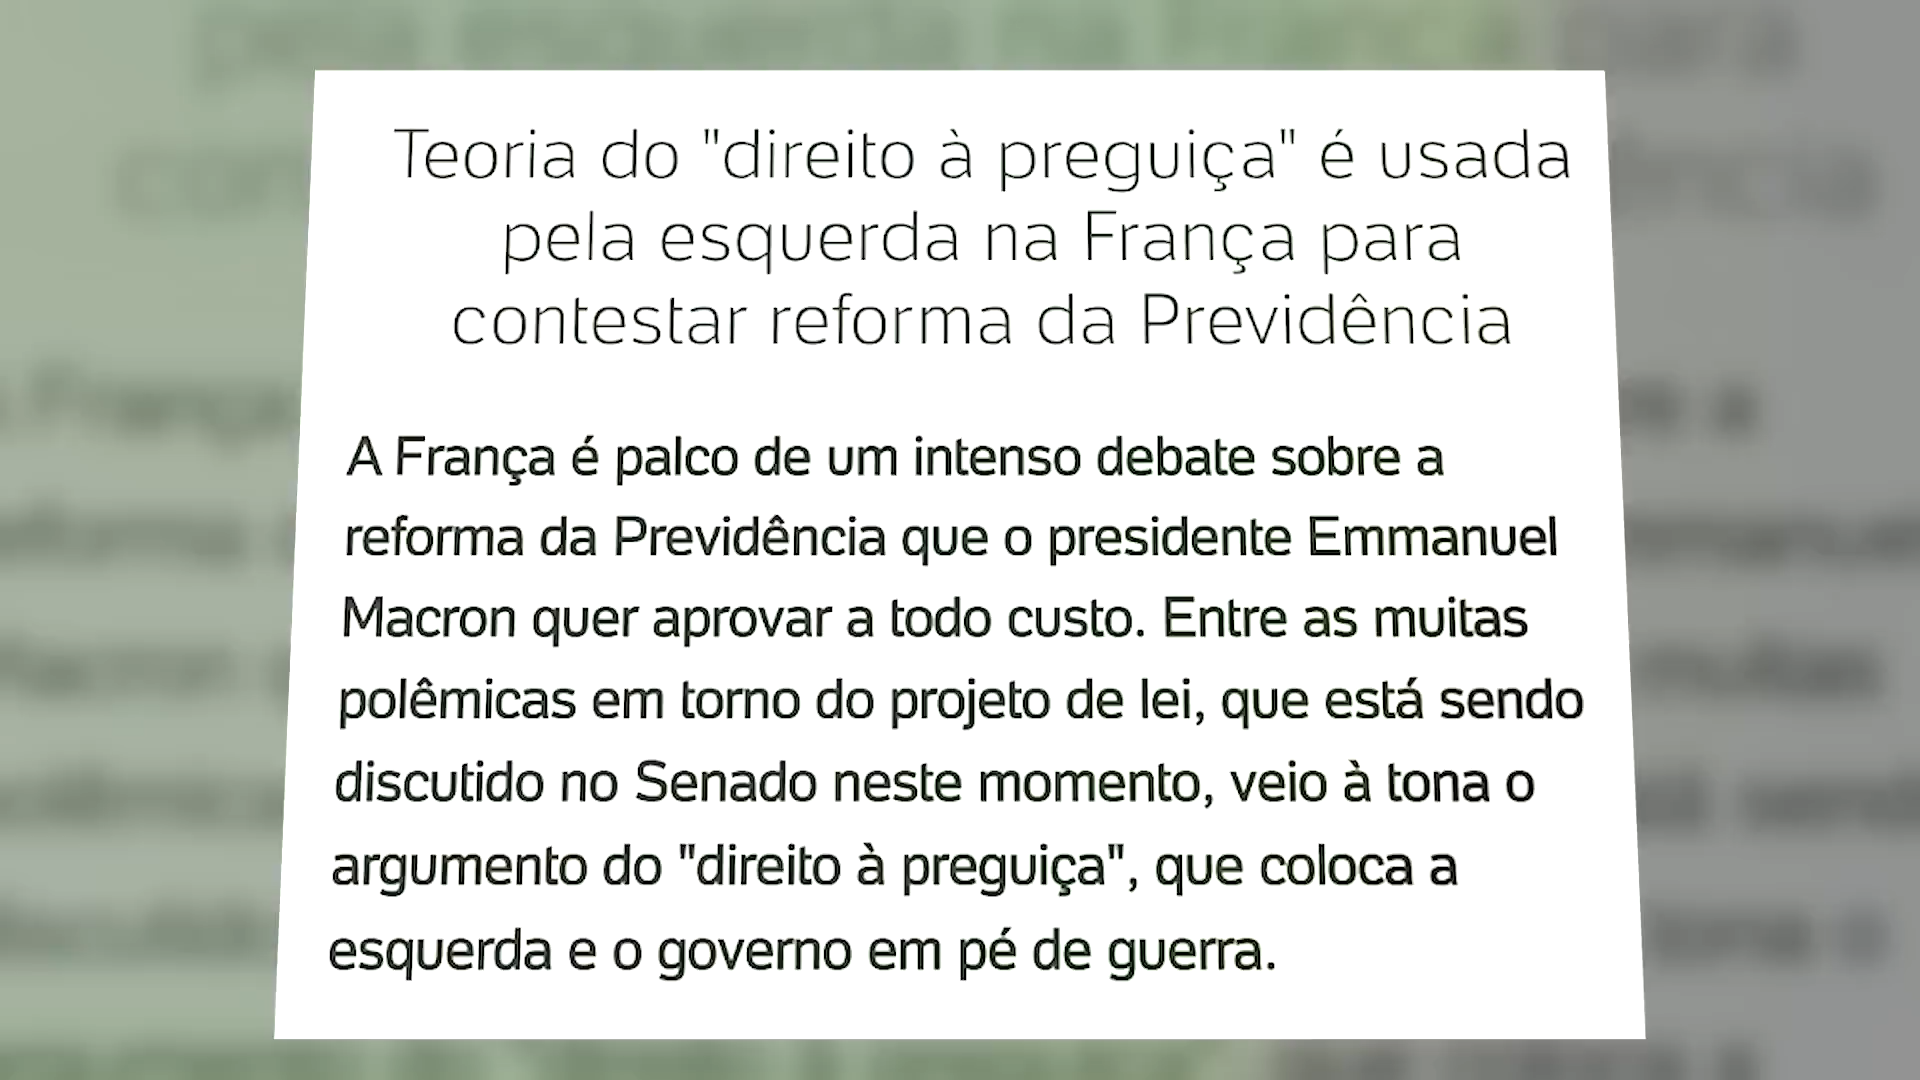 Teoria do "direito à preguiça" é usada
pela esquerda na França para
contestar reforma da Previdência
A França é palco de um intenso debate sobre a
reforma da Previdência que o presidente Emmanuel
Macron quer aprovar a todo custo. Entre as muitas
polêmicas em torno do projeto de lei, que está sendo
discutido no Senado neste momento, veio à tona o
argumento do "direito à preguiça", que coloca a
esquerda e o governo em pé de guerra.